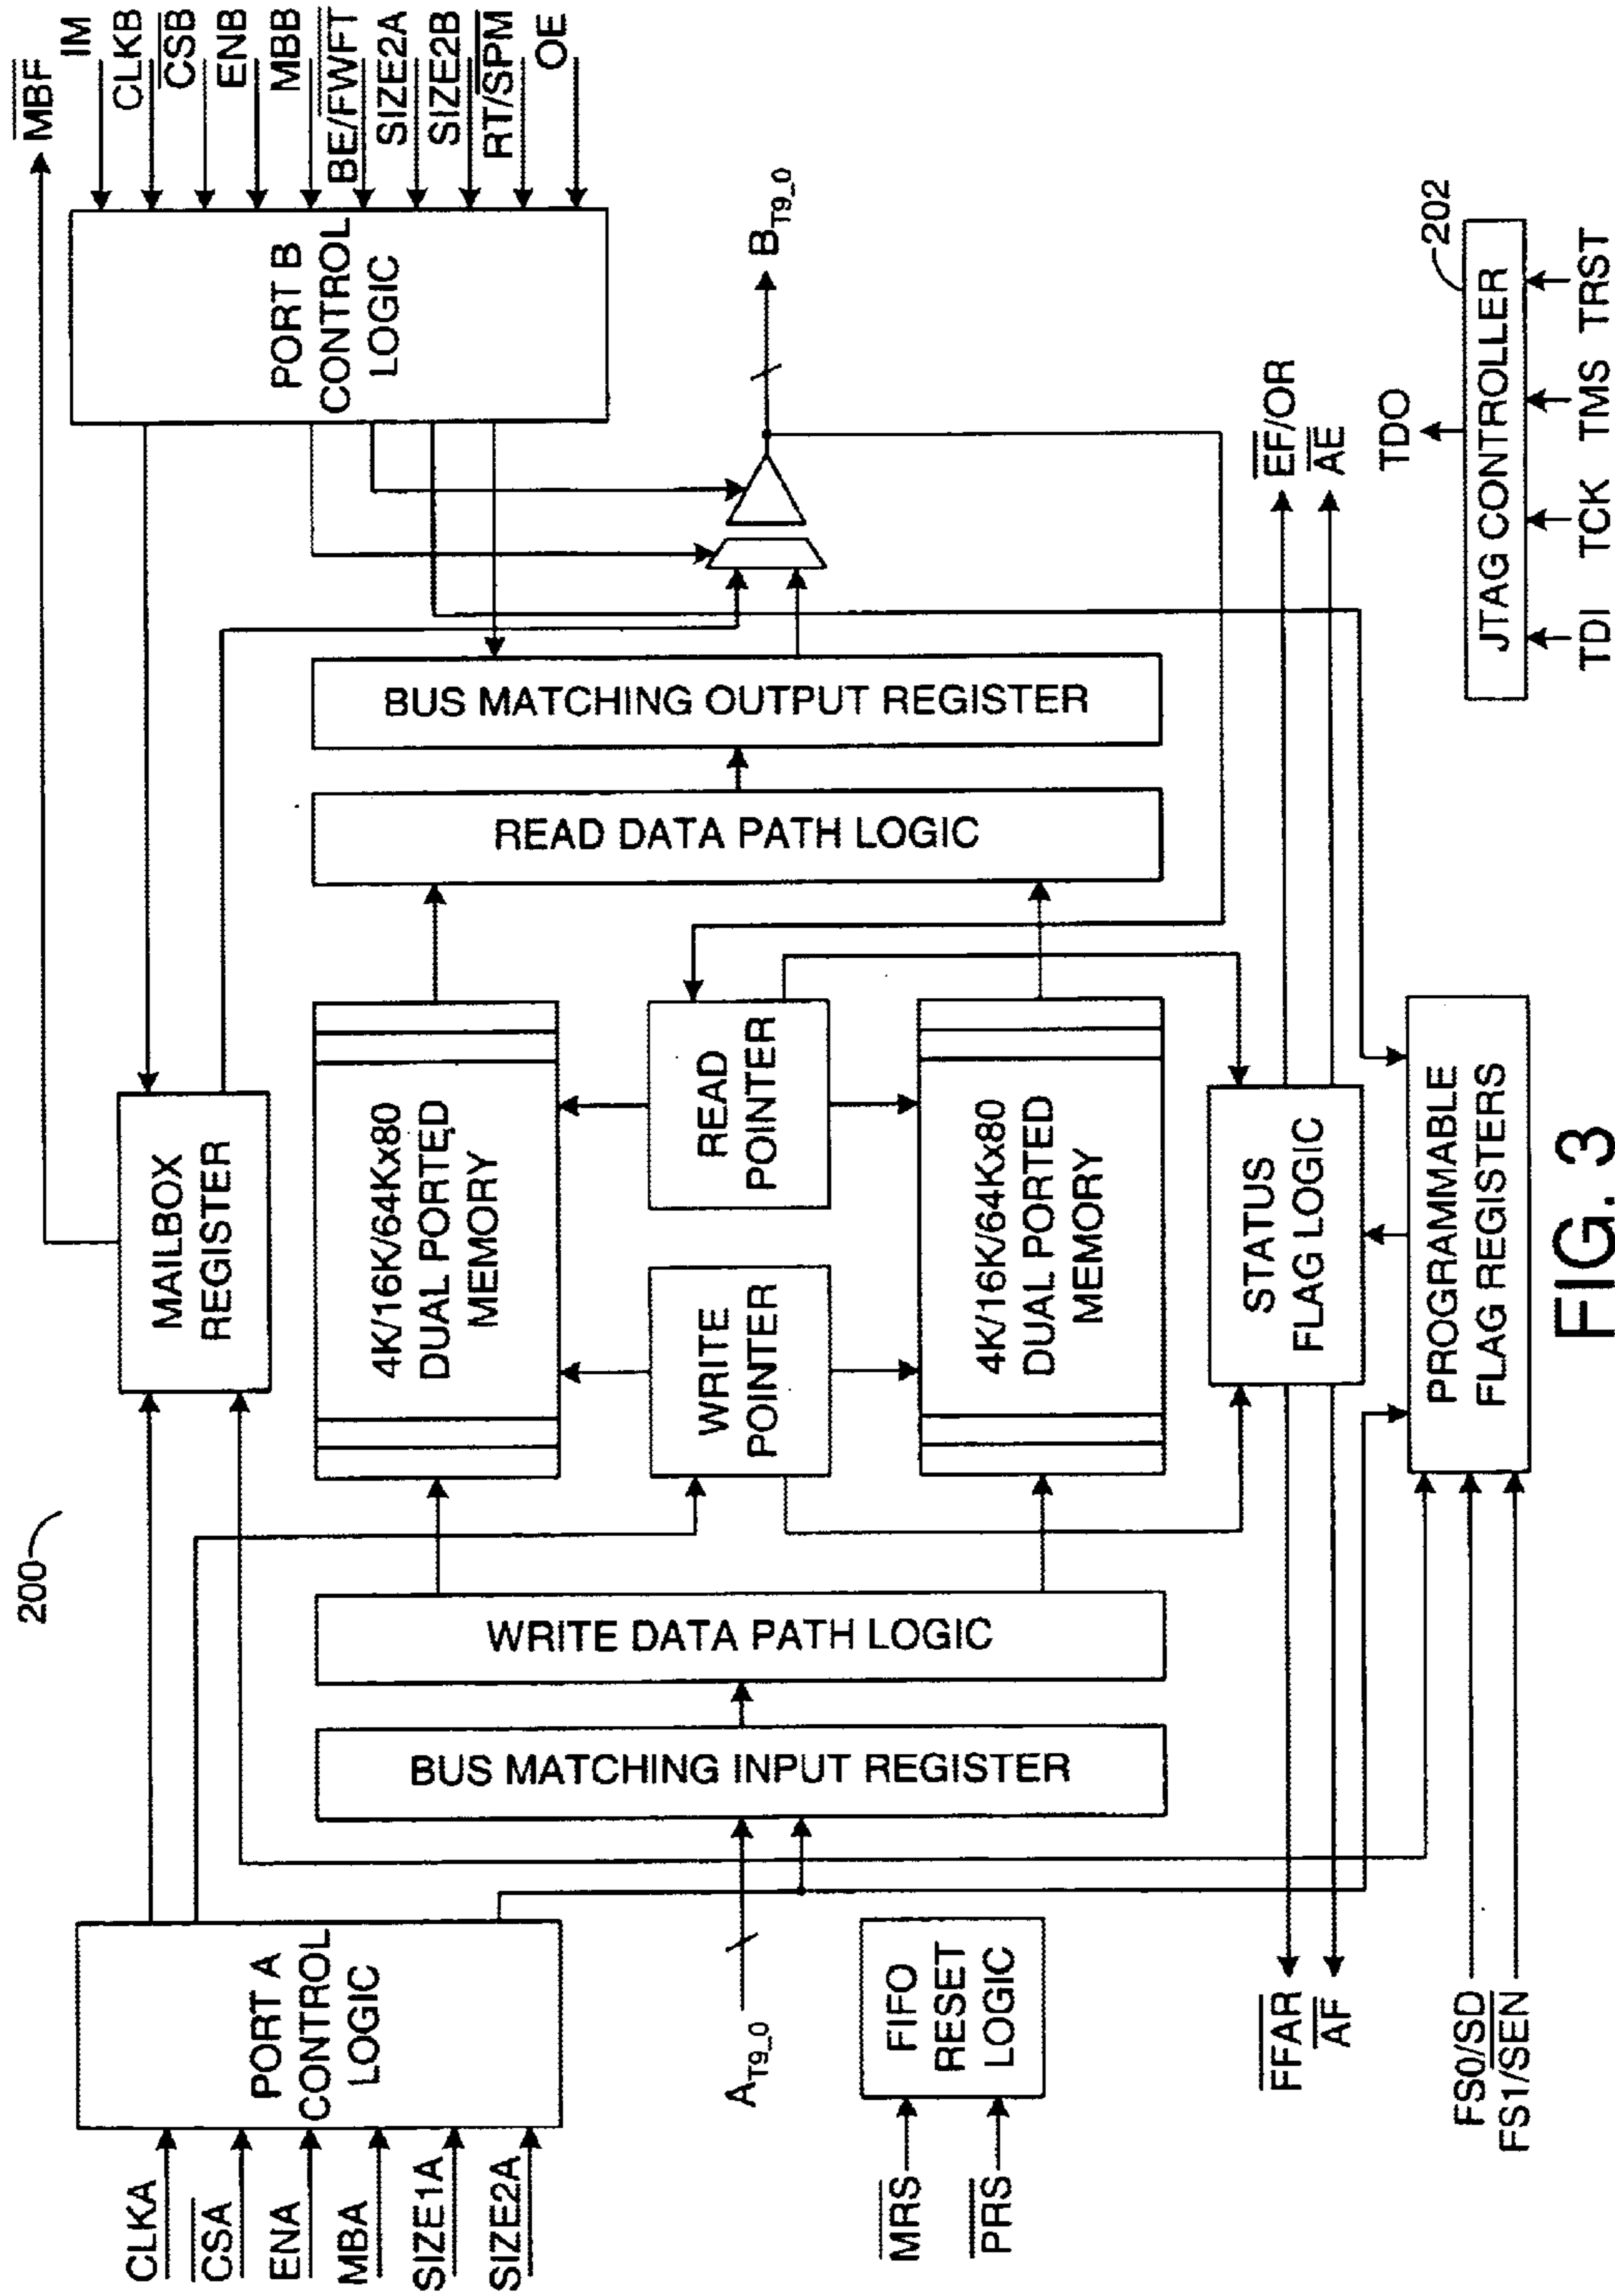 200
MBF
CLKA
CSA
ENA
MBA
SIZE1A
SIZE2A
PORT A
CONTROL
LOGIC
MAILBOX
REGISTER
PORT B
CONTROL
LOGIC
IM
CLKB
CSB
ENB
MBB
BE/FWFT
SIZE2A
SIZE2B
RT/SPM
OE
A T9_0
BUS MATCHING INPUT REGISTER
WRITE DATA PATH LOGIC
4K/16K/64Kx80
DUAL PORTED
MEMORY
WRITE
POINTER
READ
POINTER
4K/16K/64Kx80
DUAL PORTED
MEMORY
READ DATA PATH LOGIC
BUS MATCHING OUTPUT REGISTER
B T9_0
MRS
PRS
FIFO
RESET
LOGIC
FFAR
AF
STATUS
FLAG LOGIC
EF/OR
AE
FS0/SD
FS1/SEN
PROGRAMMABLE
FLAG REGISTERS
TDO
202
JTAG CONTROLLER
TDI TCK TMS TRST
FIG. 3